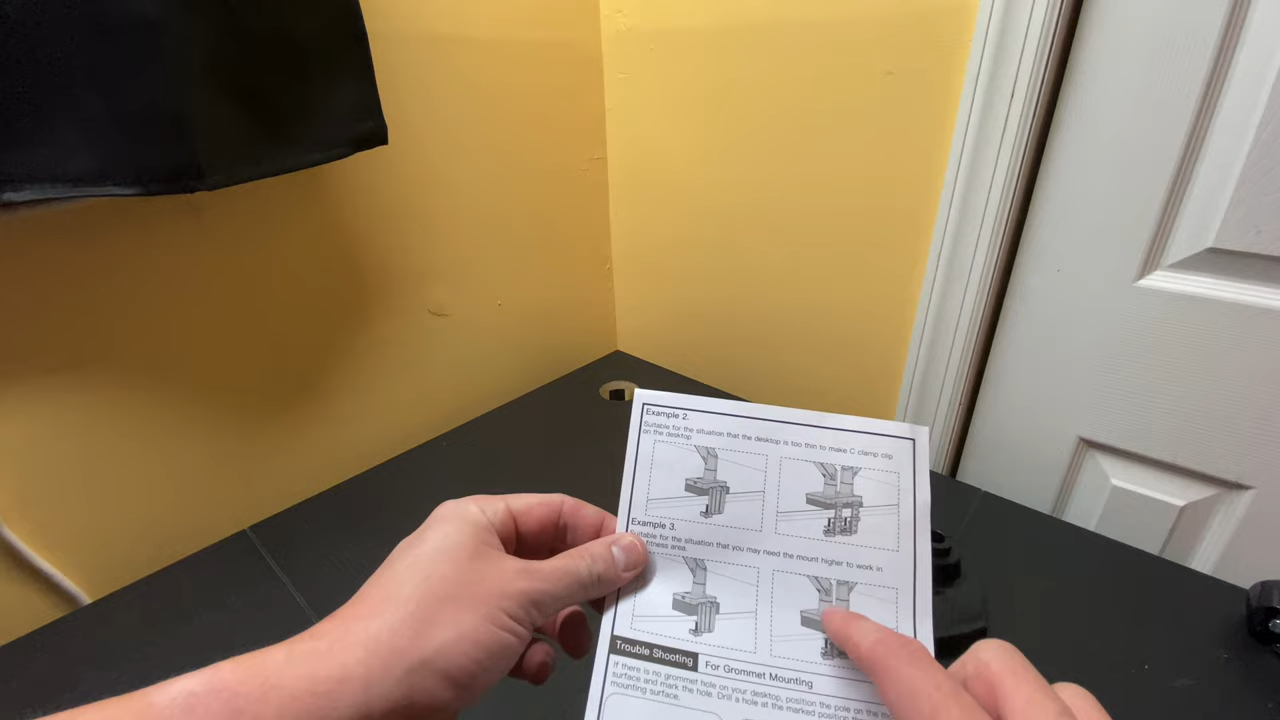 Example 2.
Suitable for the situation that the desktop is too thin to make C clamp clip
on the desktop
Example 3.
Suitable for the situation that you may need the mount higher to work in
fitness area.
Trouble Shooting For Grommet Mounting
If there is no grommet hole on your desktop, position the pole on the
surface and mark the hole. Drill a hole at the marked position
mounting surface.